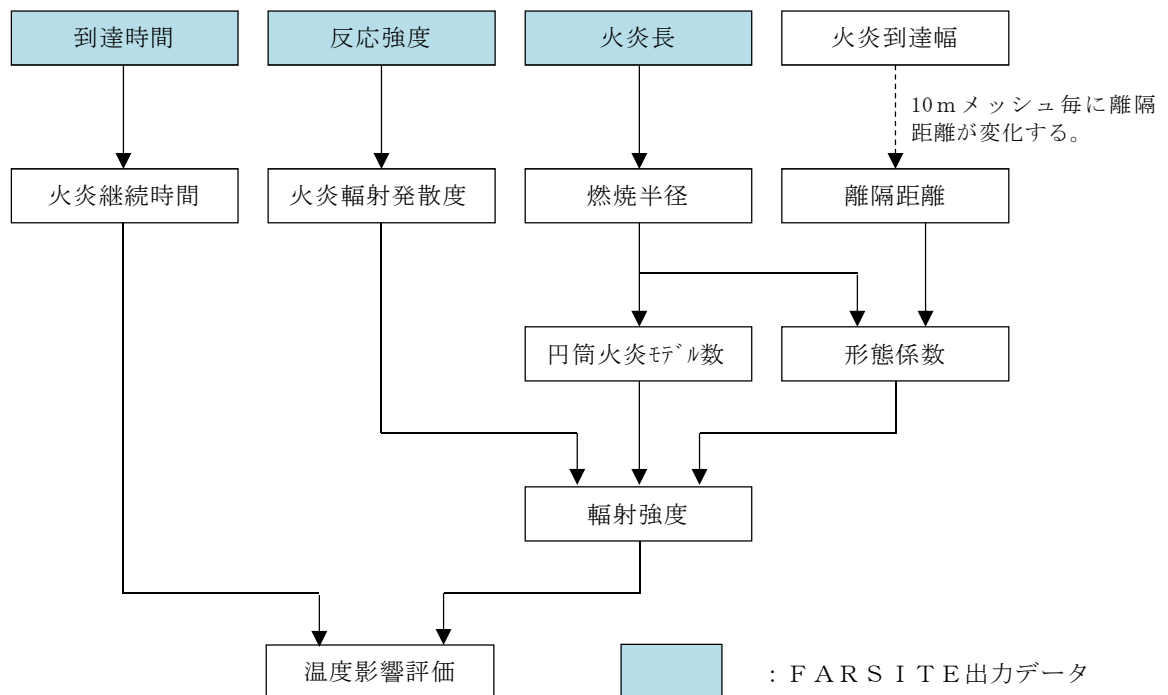 到達時間
反応強度
火炎長
火炎到達幅
10ｍメッシュ毎に離隔
距離が変化する。
火炎継続時間
火炎輻射発散度
燃焼半径
離隔距離
円筒火炎ﾓﾃﾞﾙ数
形態係数
輻射強度
温度影響評価
：ＦＡＲＳＩＴＥ出力データ